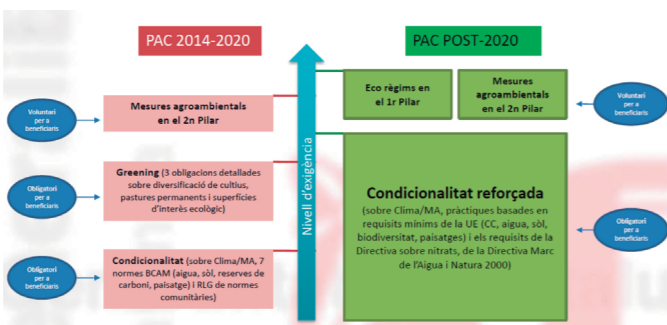 PAC 2014-2020
PAC POST-2020
Nivell d'exigència
Voluntari
per a
beneficiaris
Mesures agroambientals
en el 2n Pilar
Obligatori
per a
beneficiaris
Greening (3 obligacions detallades
sobre diversificació de cultius,
pastures permanents i superfícies
d'interès ecològic)
Obligatori
per a
beneficiaris
Condicionalitat (sobre Clima/MA, 7
normes BCAM (aigua, sòl, reserves de
carboni, paisatge) i RLG de normes
comunitàries)
Eco règims en
el 1r Pilar
Mesures
agroambientals
en el 2n Pilar
Voluntari
per a
beneficiaris
Condicionalitat reforçada
(sobre Clima/MA, pràctiques basades en
requisits mínims de la UE (CC, aigua, sòl,
biodiversitat, paisatges) i els requisits de la
Directiva sobre nitrats, de la Directiva Marc
de l'Aigua i Natura 2000)
Obligatori
per a
beneficiaris